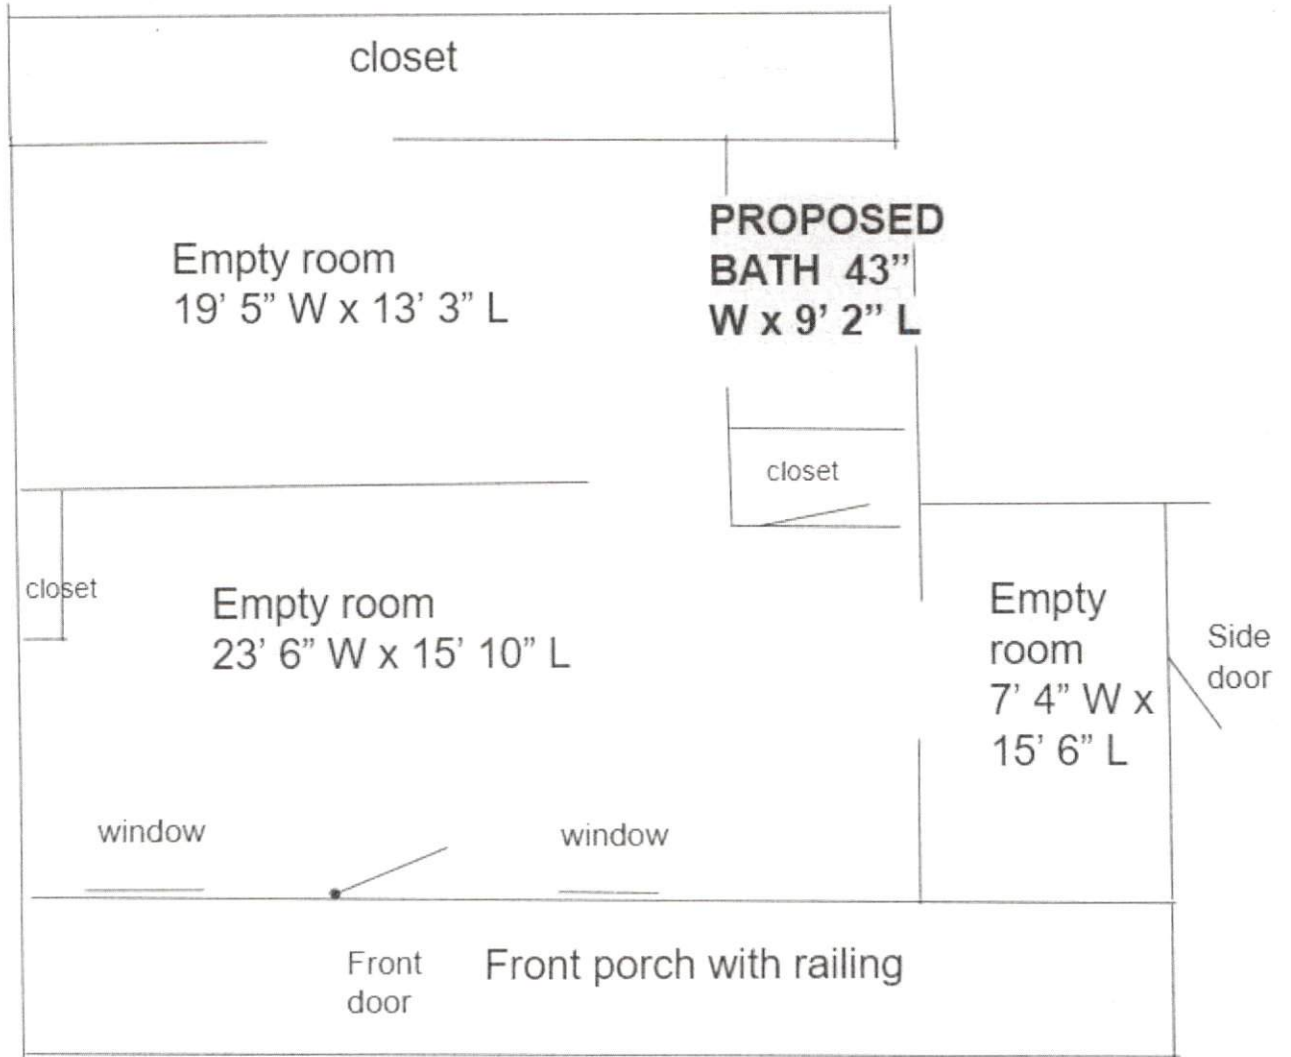 closet
PROPOSED
BATH 43”
W x 9’ 2” L
Empty room
19’ 5” W x 13’ 3” L
closet
closet
Empty room
23’ 6” W x 15’ 10” L
Empty
room
7’ 4” W x
15’ 6” L
Side
door
window
window
Front
door
Front porch with railing